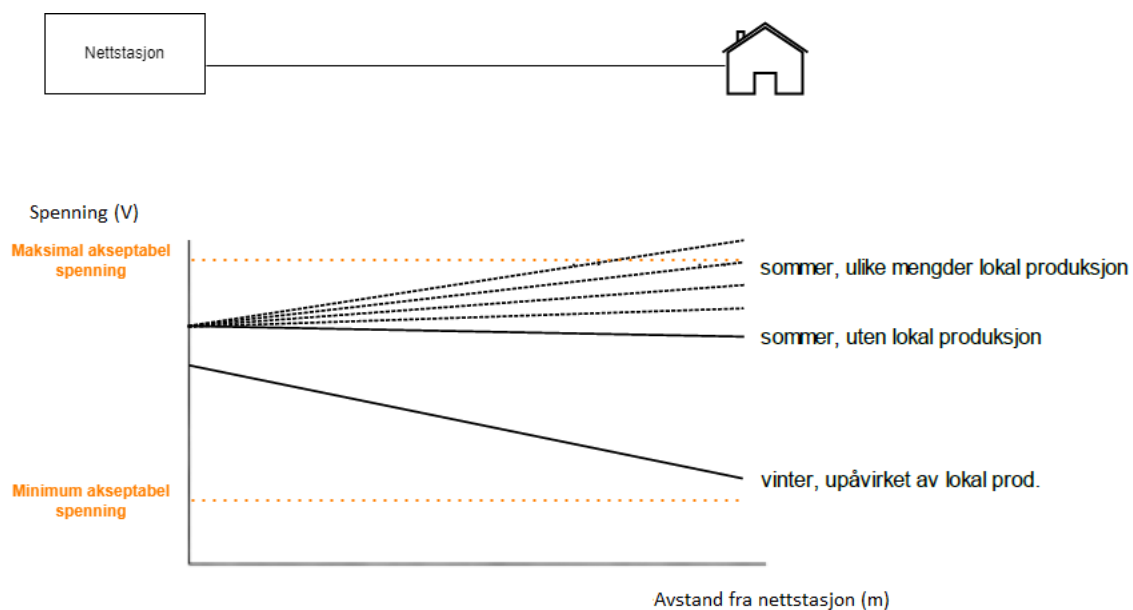 Nettstasjon
Spenning (V)
Maksimal akseptabel
spenning
sommer, ulike mengder lokal produksjon
sommer, uten lokal produksjon
vinter, upåvirket av lokal prod.
Minimum akseptabel
spenning
Avstand fra nettstasjon (m)